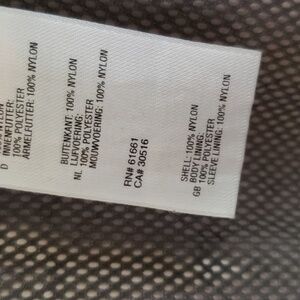 D INNENFUTTER:
100% POLYESTER
ÄRMELFUTTER: 100% NYLON
BUITENKANT: 100% NYLON
NL LIJFVOERING:
100% POLYESTER
MOUWVOERING: 100% NYLON
RN# 61661
CA# 30516
SHELL: 100% NYLON
BODY LINING:
GB 100% POLYESTER
SLEEVE LINING: 100% NYLON